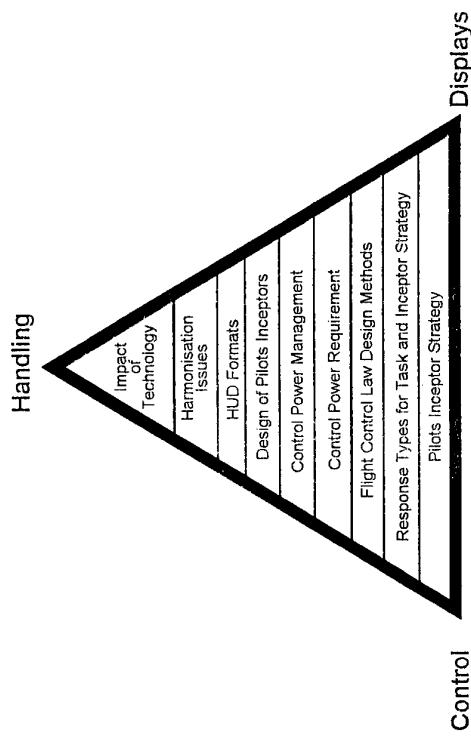 Handling
Impact
of
Technology
Harmonisation
Issues
HUD Formats
Design of Pilots Inceptors
Control Power Management
Control Power Requirement
Flight Control Law Design Methods
Response Types for Task and Inceptor Strategy
Pilots Inceptor Strategy
Control
Displays